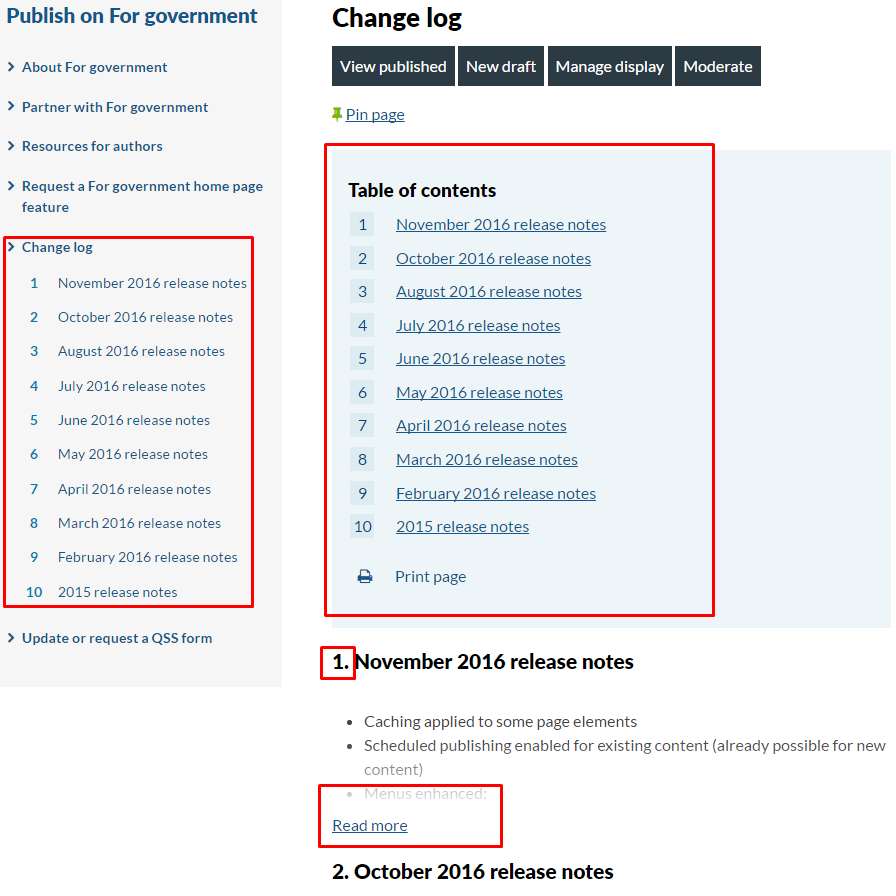 Publish on For government
About For government
Partner with For government
Resources for authors
Request a For government home page
feature
Change log
1 November 2016 release notes
2 October 2016 release notes
3 August 2016 release notes
4 July 2016 release notes
5 June 2016 release notes
6 May 2016 release notes
7 April 2016 release notes
8 March 2016 release notes
9 February 2016 release notes
10 2015 release notes
Update or request a QSS form
Change log
View published New draft Manage display Moderate
Pin page
Table of contents
1 November 2016 release notes
2 October 2016 release notes
3 August 2016 release notes
4 July 2016 release notes
5 June 2016 release notes
6 May 2016 release notes
7 April 2016 release notes
8 March 2016 release notes
9 February 2016 release notes
10 2015 release notes
Print page
1. November 2016 release notes
• Caching applied to some page elements
• Scheduled publishing enabled for existing content (already possible for new
content)
• Menus enhanced:
Read more
2. October 2016 release notes